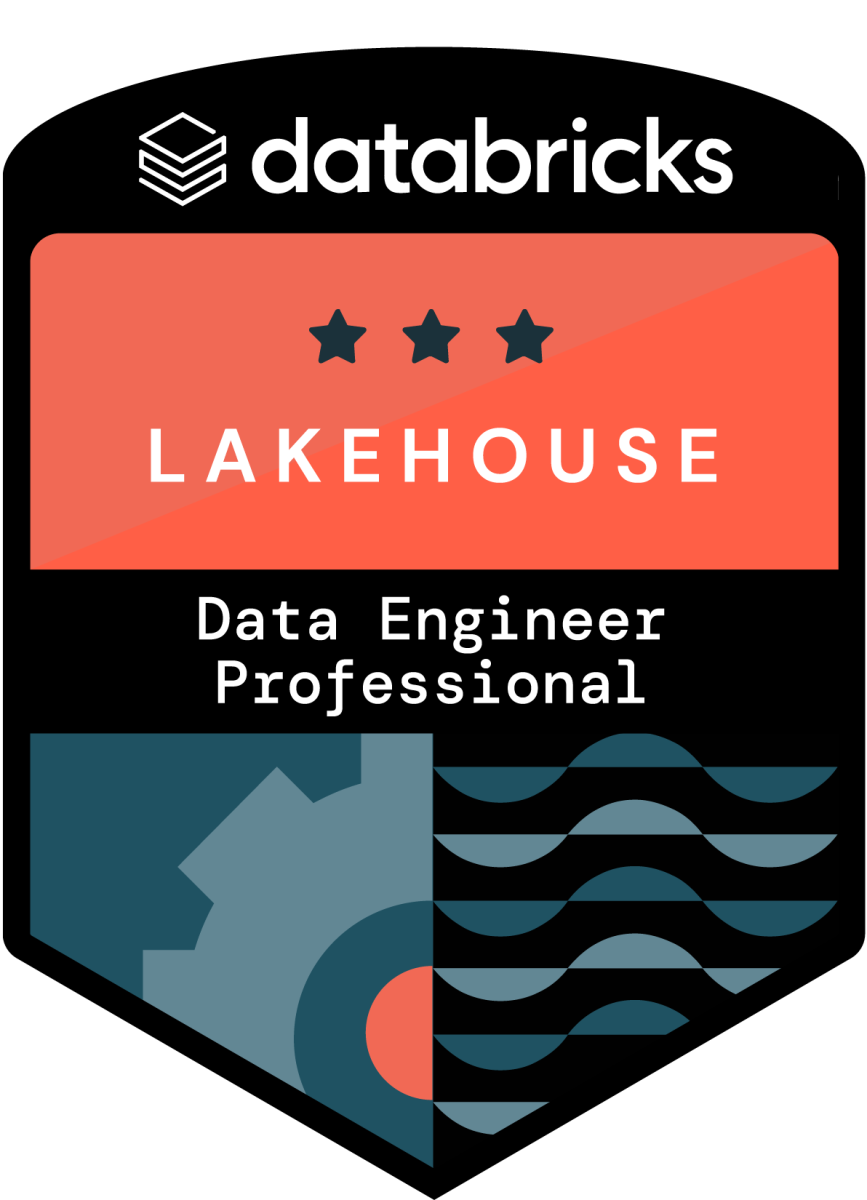 databricks
LAKEHOUSE
Data Engineer
Professional